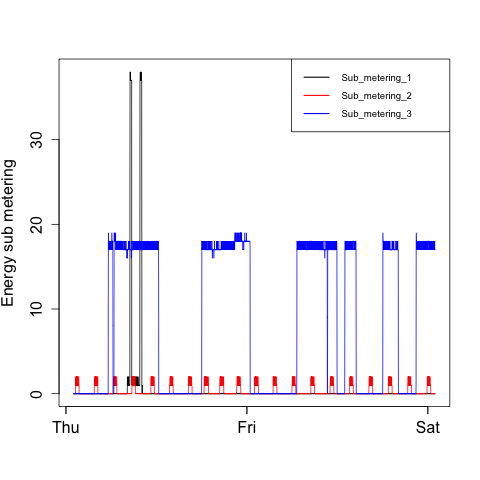 Sub_metering_1
Sub_metering_2
Sub_metering_3
Energy sub metering
30
20
10
0
Thu Fri Sat